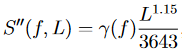 S''(f, L) = γ(f) L^{1.15} / 3643